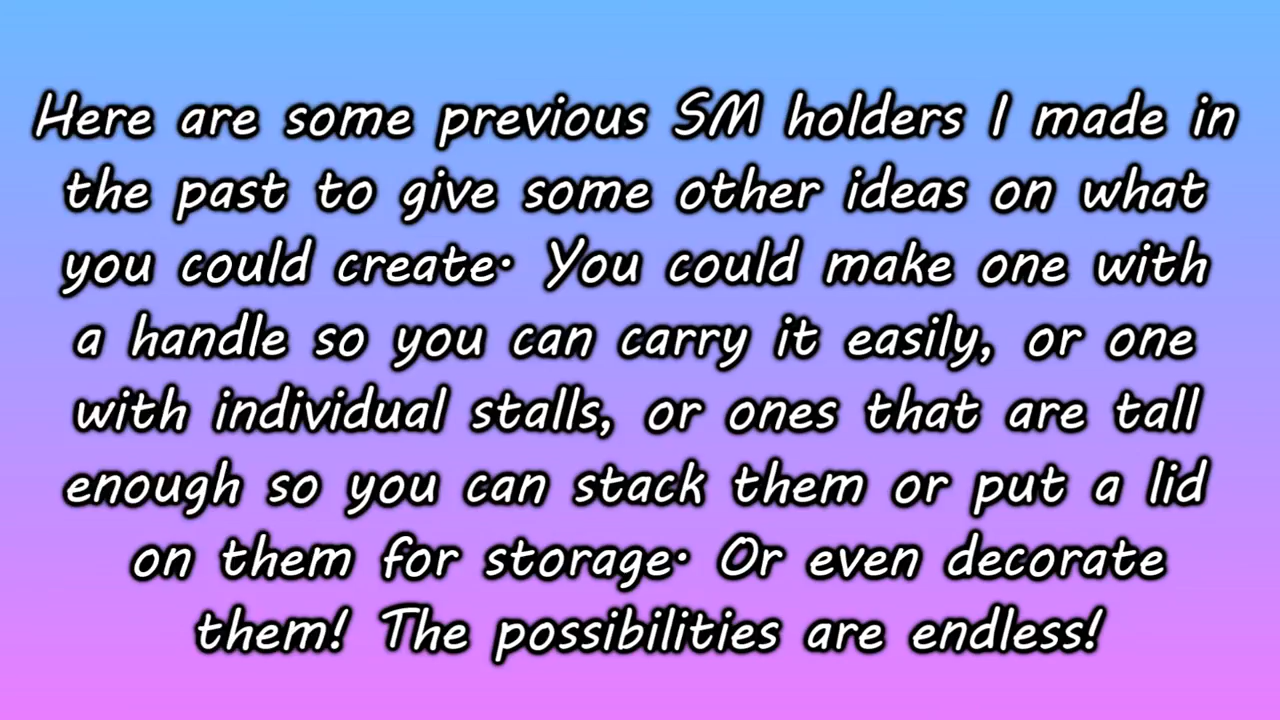 Here are some previous SM holders I made in
the past to give some other ideas on what
you could create. You could make one with
a handle so you can carry it easily, or one
with individual stalls, or ones that are tall
enough so you can stack them or put a lid
on them for storage. Or even decorate
them! The possibilities are endless!